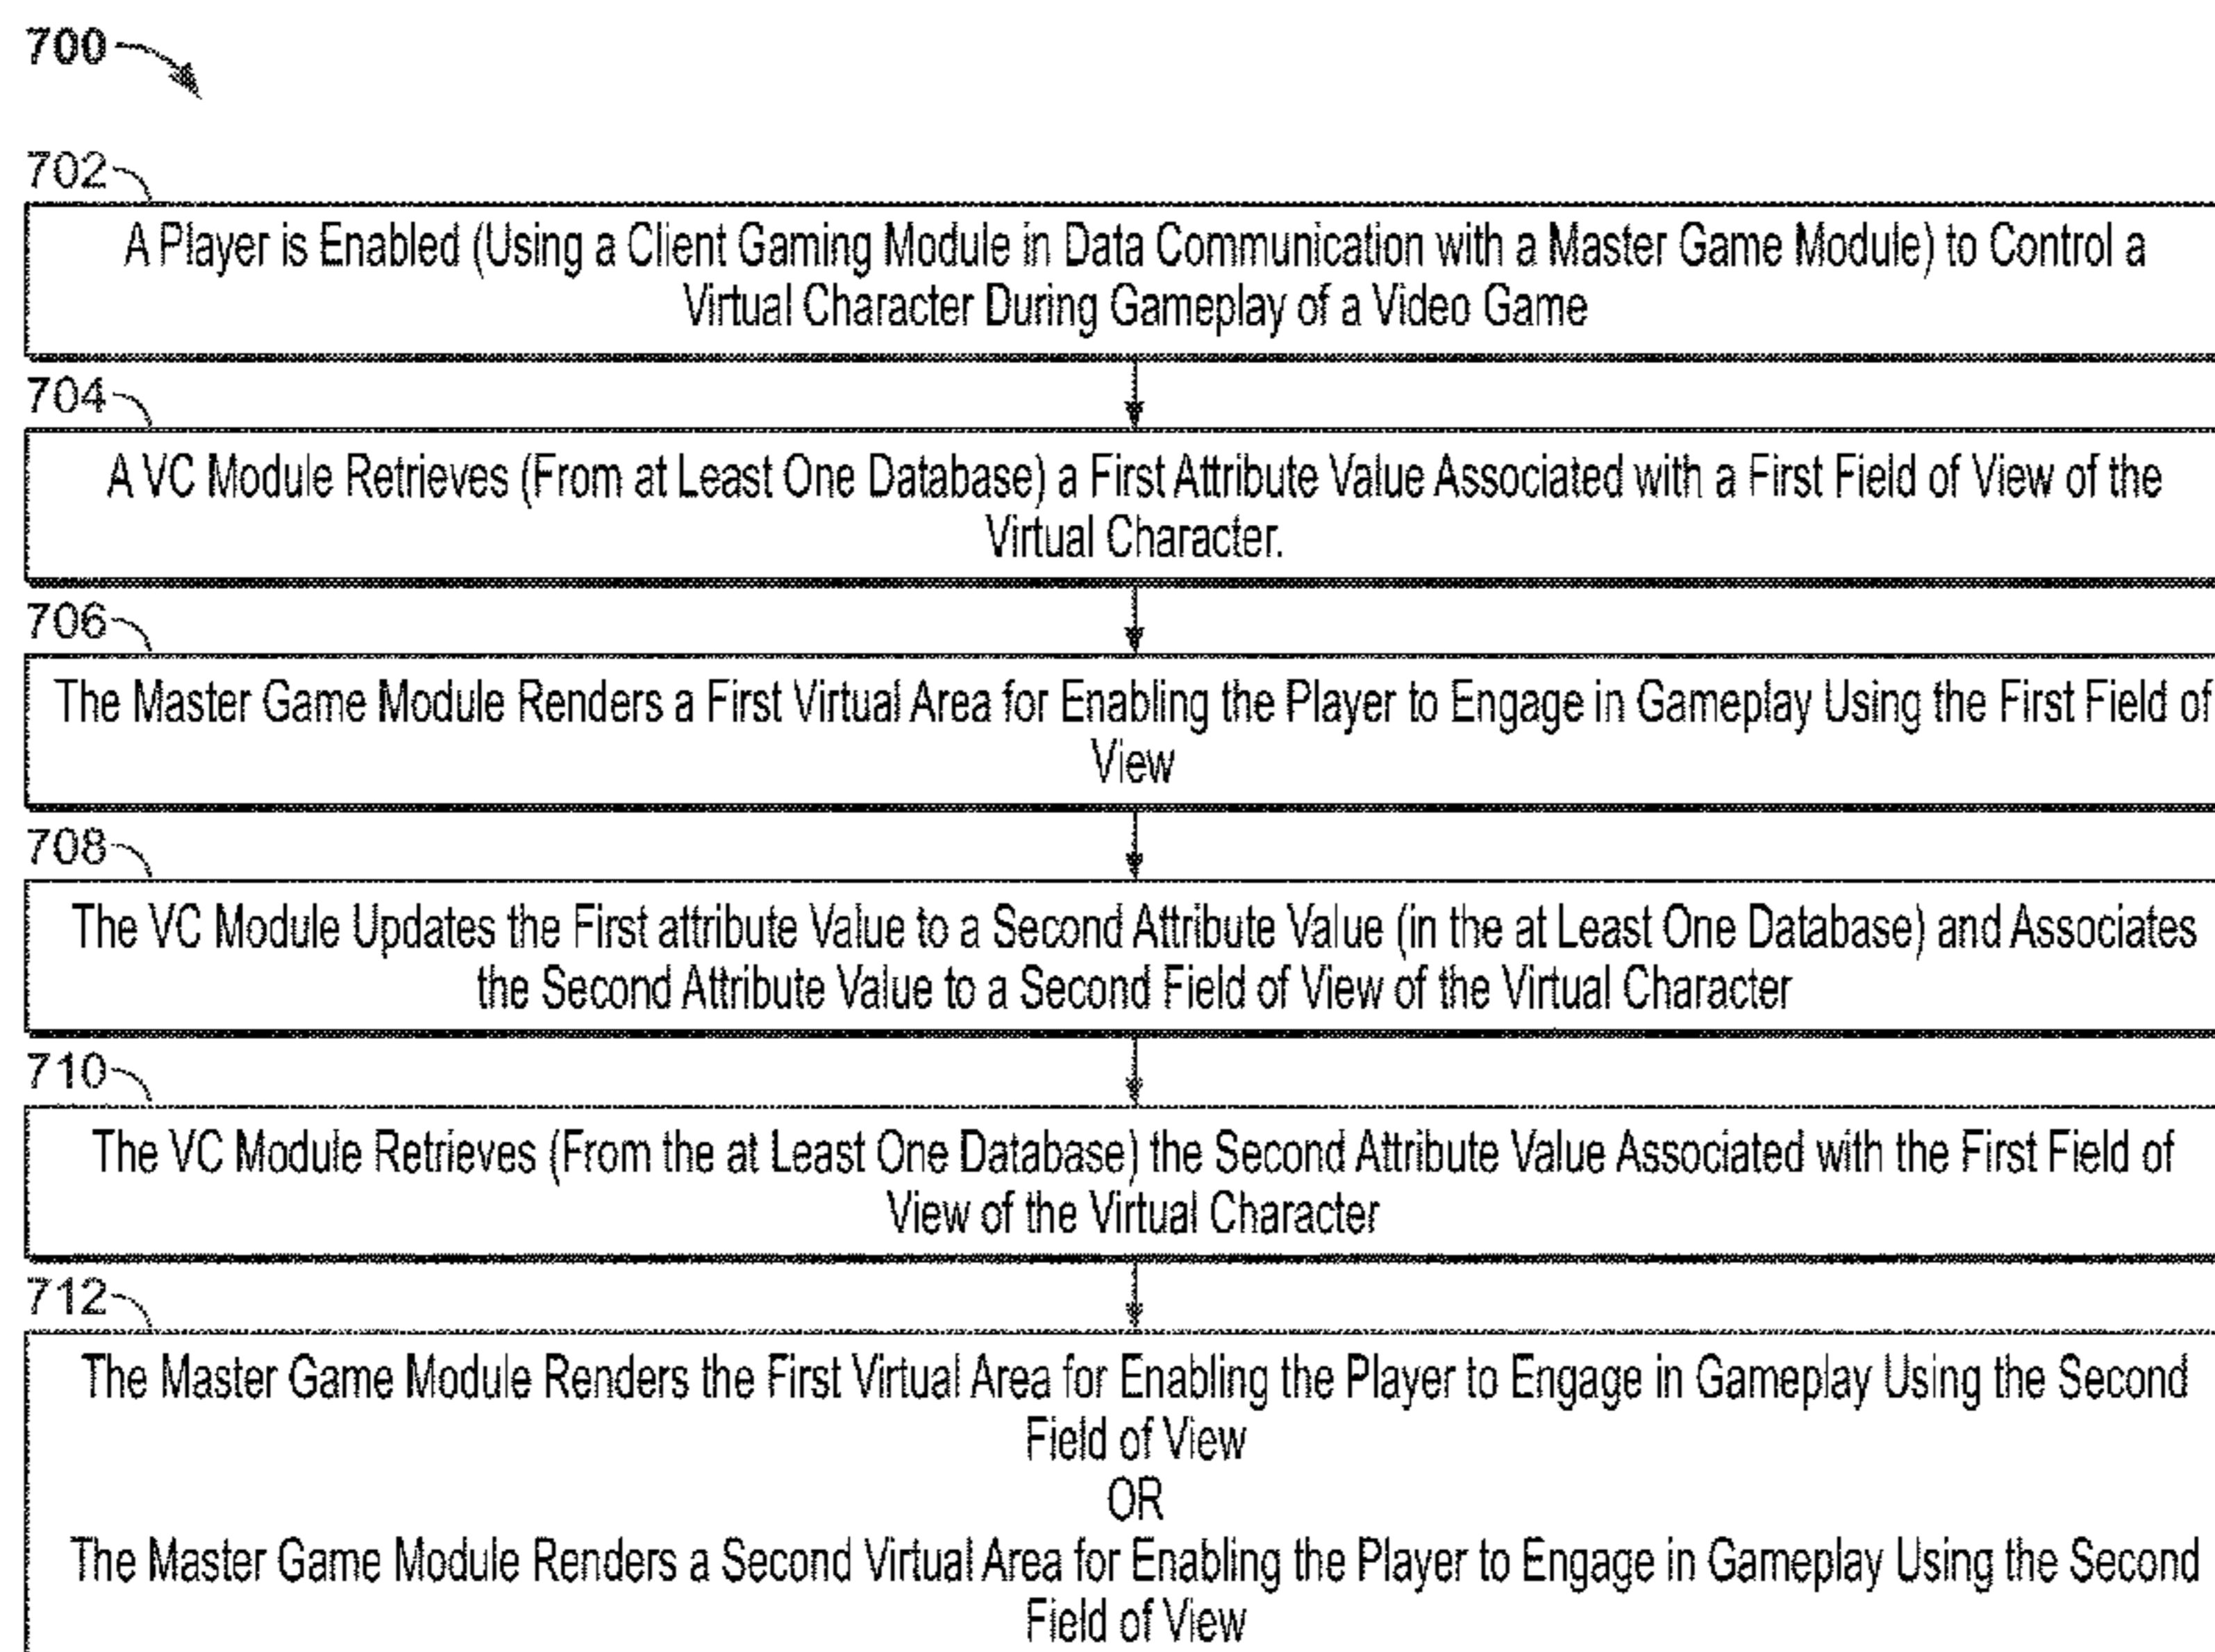 700
702
A Player is Enabled (Using a Client Gaming Module in Data Communication with a Master Game Module) to Control a
Virtual Character During Gameplay of a Video Game
704
A VC Module Retrieves (From at Least One Database) a First Attribute Value Associated with a First Field of View of the
Virtual Character.
706
The Master Game Module Renders a First Virtual Area for Enabling the Player to Engage in Gameplay Using the First Field of
View
708
The VC Module Updates the First attribute Value to a Second Attribute Value (in the at Least One Database) and Associates
the Second Attribute Value to a Second Field of View of the Virtual Character
710
The VC Module Retrieves (From the at Least One Database) the Second Attribute Value Associated with the First Field of
View of the Virtual Character
712
The Master Game Module Renders the First Virtual Area for Enabling the Player to Engage in Gameplay Using the Second
Field of View
OR
The Master Game Module Renders a Second Virtual Area for Enabling the Player to Engage in Gameplay Using the Second
Field of View